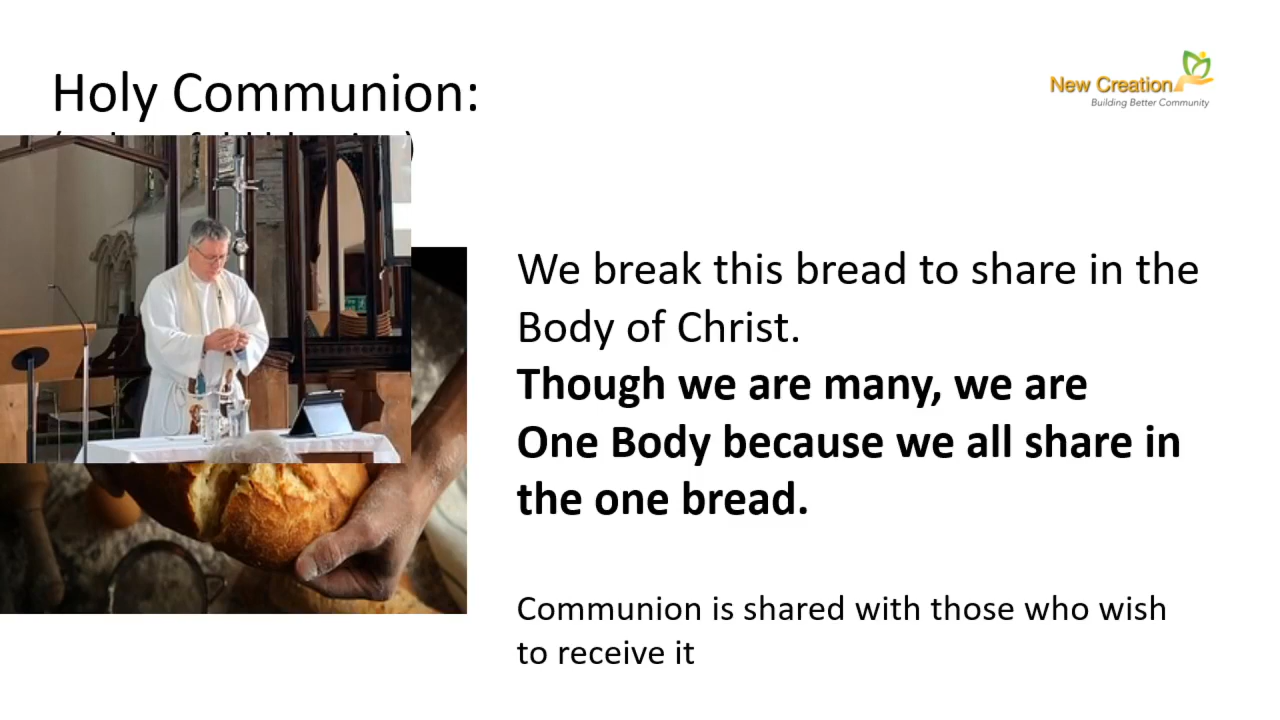 Holy Communion:
New Creation
Building Better Community
We break this bread to share in the
Body of Christ.
Though we are many, we are
One Body because we all share in
the one bread.
Communion is shared with those who wish
to receive it